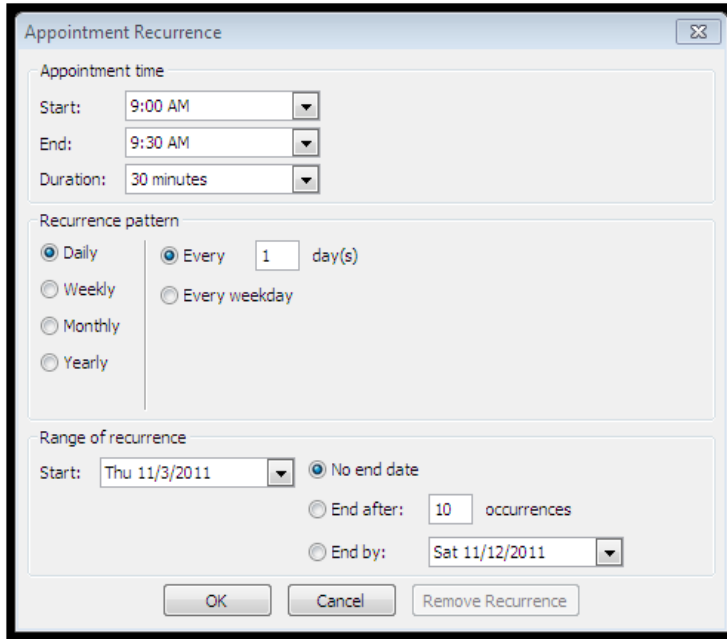 Appointment Recurrence
Appointment time
Start: 9:00 AM
End: 9:30 AM
Duration: 30 minutes
Recurrence pattern
Daily Every 1 day(s)
Weekly Every weekday
Monthly
Yearly
Range of recurrence
Start: Thu 11/3/2011 No end date
End after: 10 occurrences
End by: Sat 11/12/2011
OK Cancel Remove Recurrence